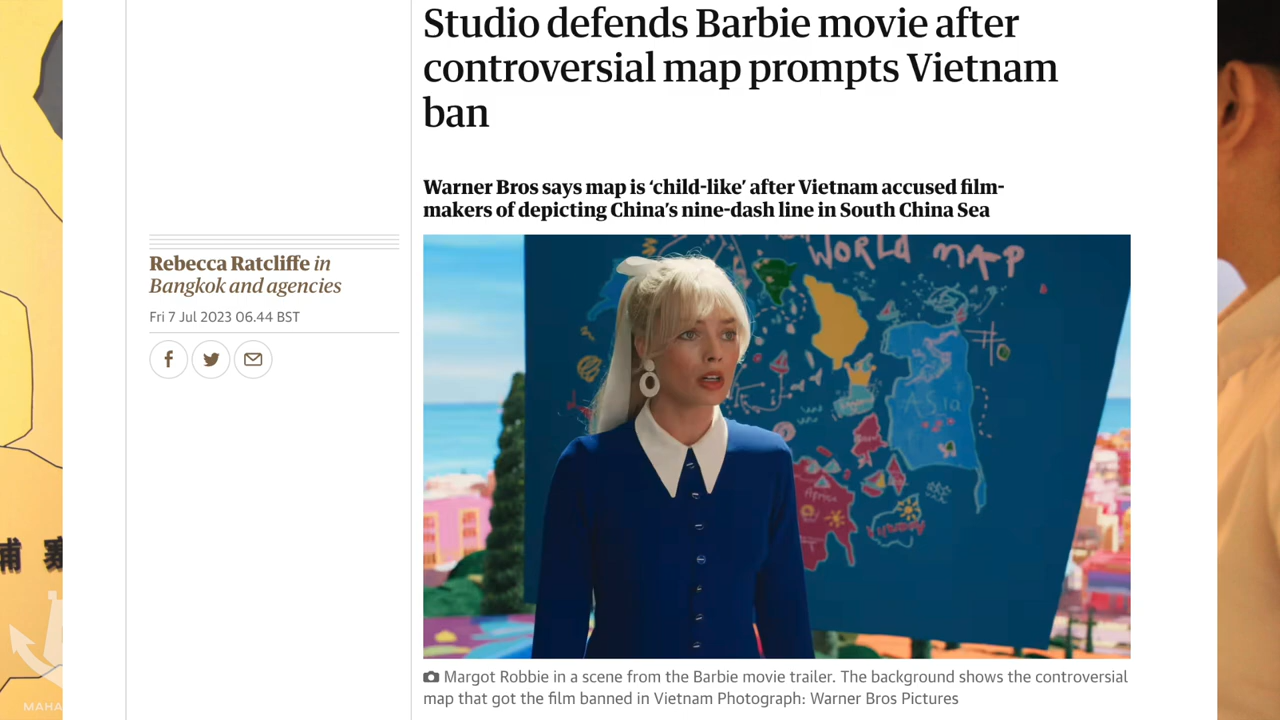 Studio defends Barbie movie after
controversial map prompts Vietnam
ban
Warner Bros says map is ‘child-like’ after Vietnam accused film-
makers of depicting China’s nine-dash line in South China Sea
Rebecca Ratcliffe in
Bangkok and agencies
Fri 7 Jul 2023 06.44 BST
WORLD MAP
Asia
Africa
Margot Robbie in a scene from the Barbie movie trailer. The background shows the controversial
map that got the film banned in Vietnam Photograph: Warner Bros Pictures
埔寨
MAHA